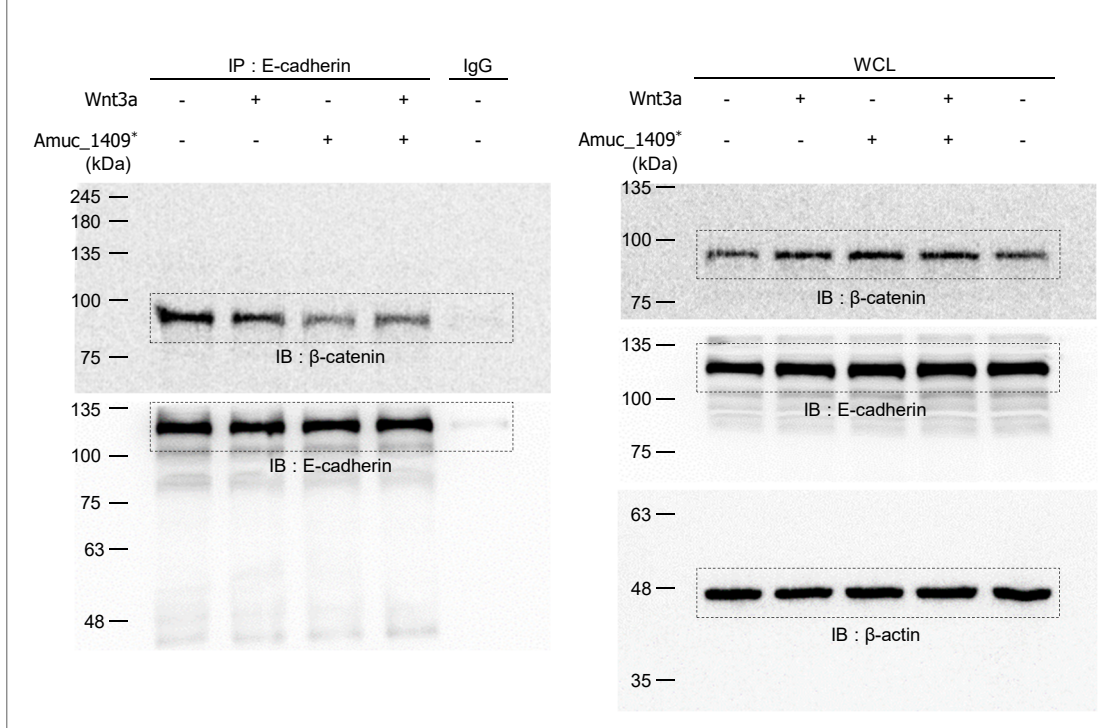 IP : E-cadherin IgG
Wnt3a - + - + -
Amuc_1409* - - + + -
(kDa)
245
180
135
100
75
IB : β-catenin
135
100
IB : E-cadherin
75
63
48
WCL
Wnt3a - + - + -
Amuc_1409* - - + + -
(kDa)
135
100
75
IB : β-catenin
135
100
IB : E-cadherin
75
63
48
IB : β-actin
35